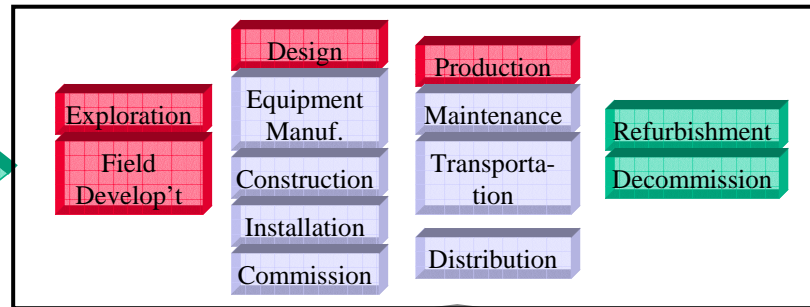 Exploration
Field
Develop't
Design
Equipment
Manuf.
Construction
Installation
Commission
Production
Maintenance
Transporta-
tion
Distribution
Refurbishment
Decommission